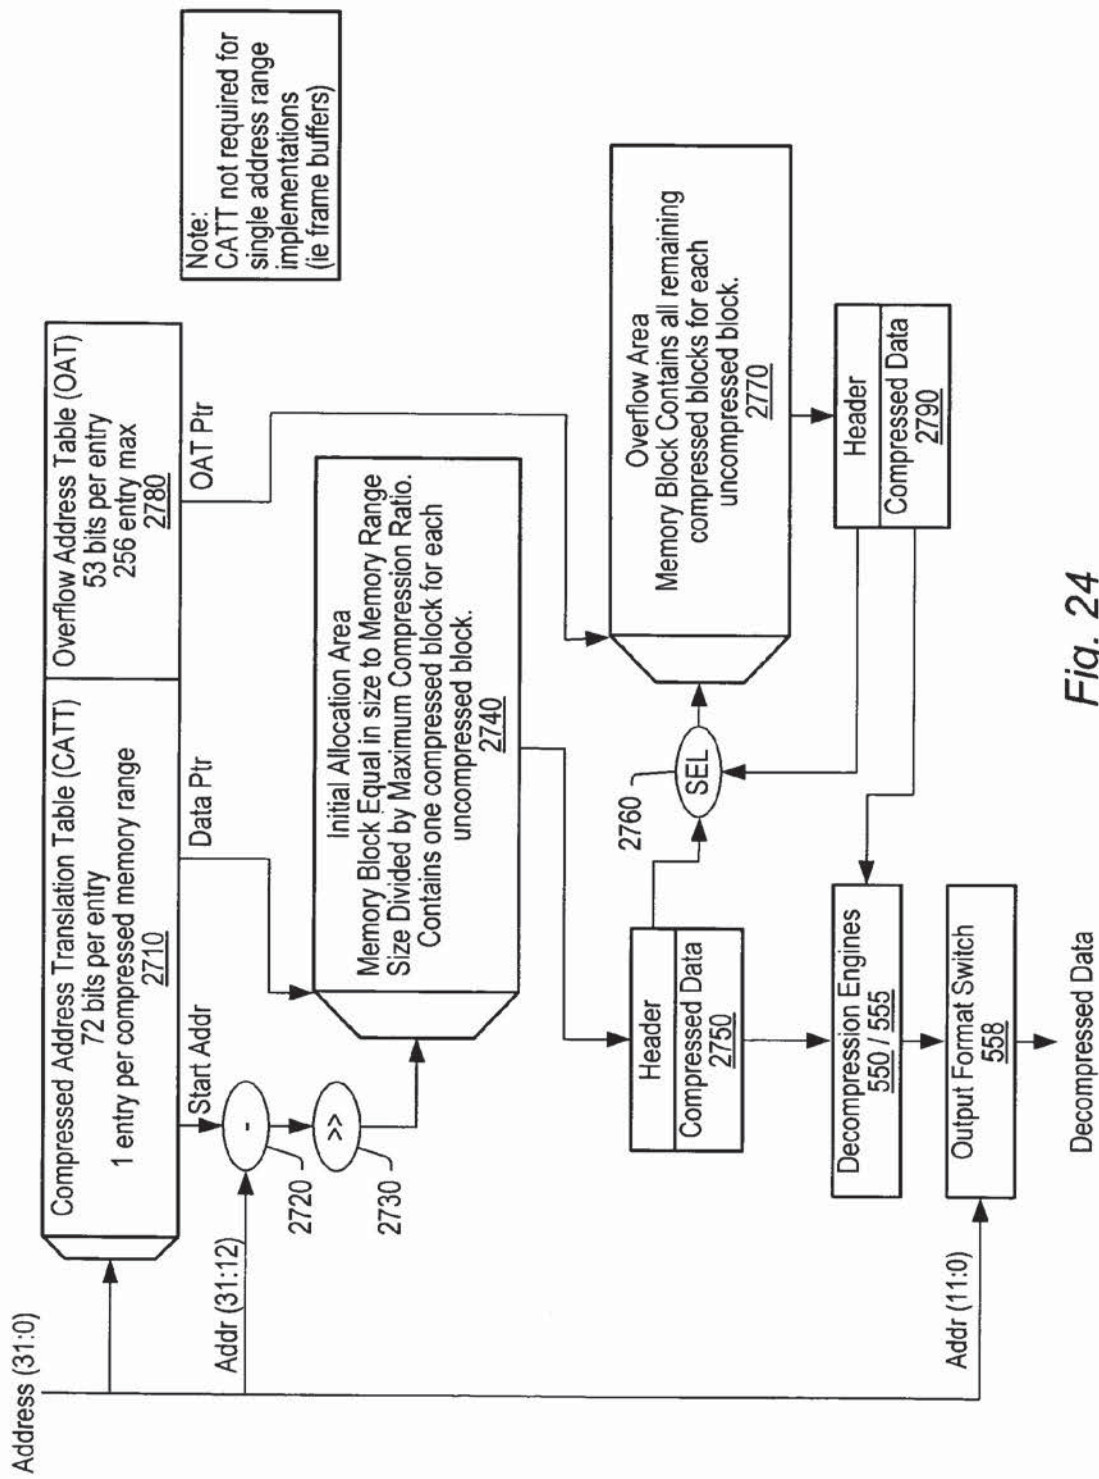 Address (31:0)
Compressed Address Translation Table (CATT)
72 bits per entry
1 entry per compressed memory range
2710
Overflow Address Table (OAT)
53 bits per entry
256 entry max
2780
Note:
CATT not required for
single address range
implementations
(ie frame buffers)
Start Addr
Data Ptr
OAT Ptr
Addr (31:12)
-
2720
>>
2730
Initial Allocation Area
Memory Block Equal in size to Memory Range
Size Divided by Maximum Compression Ratio.
Contains one compressed block for each
uncompressed block.
2740
Header
Compressed Data
2750
2760
SEL
Overflow Area
Memory Block Contains all remaining
compressed blocks for each
uncompressed block.
2770
Header
Compressed Data
2790
Decompression Engines
550 / 555
Addr (11:0)
Output Format Switch
558
Decompressed Data
Fig. 24